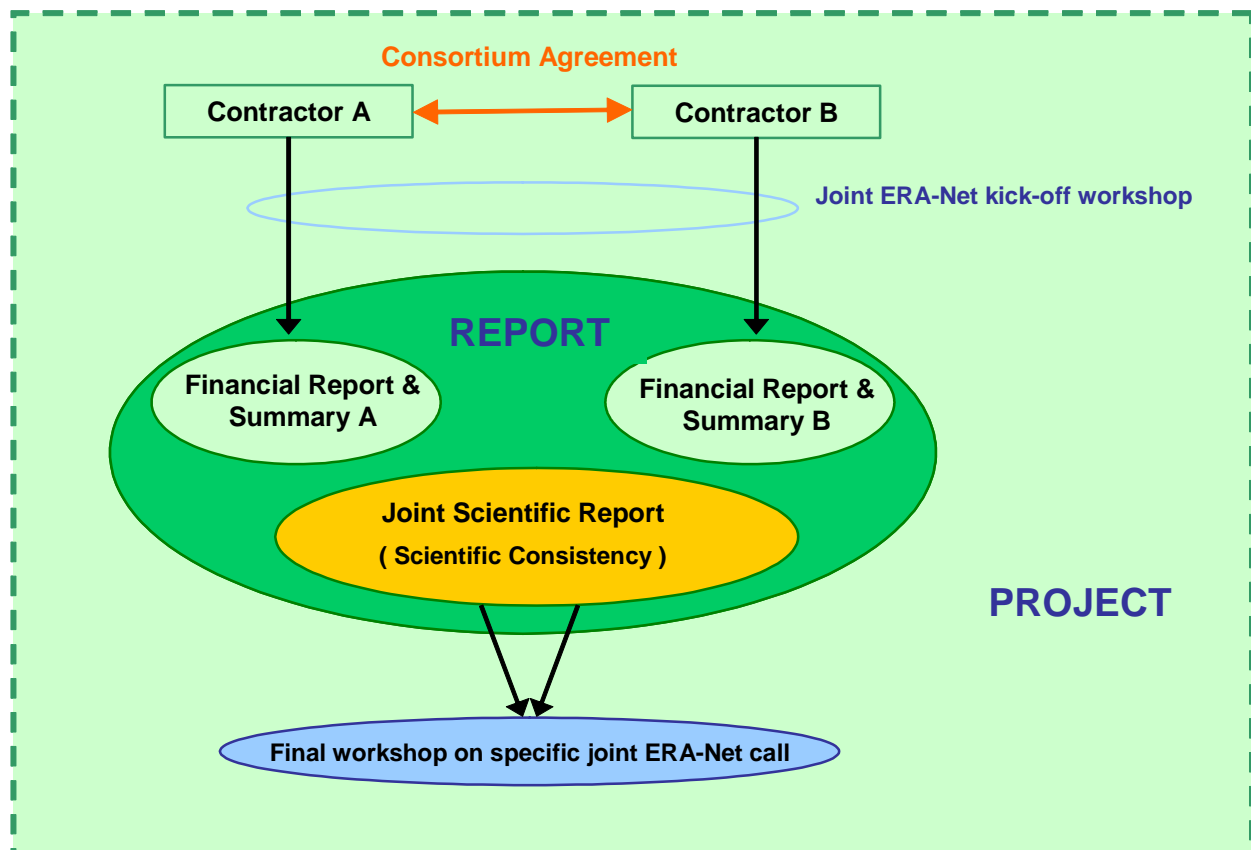 Consortium Agreement
Contractor A
Contractor B
Joint ERA-Net kick-off workshop
REPORT
Financial Report &
Summary A
Financial Report &
Summary B
Joint Scientific Report
( Scientific Consistency )
PROJECT
Final workshop on specific joint ERA-Net call